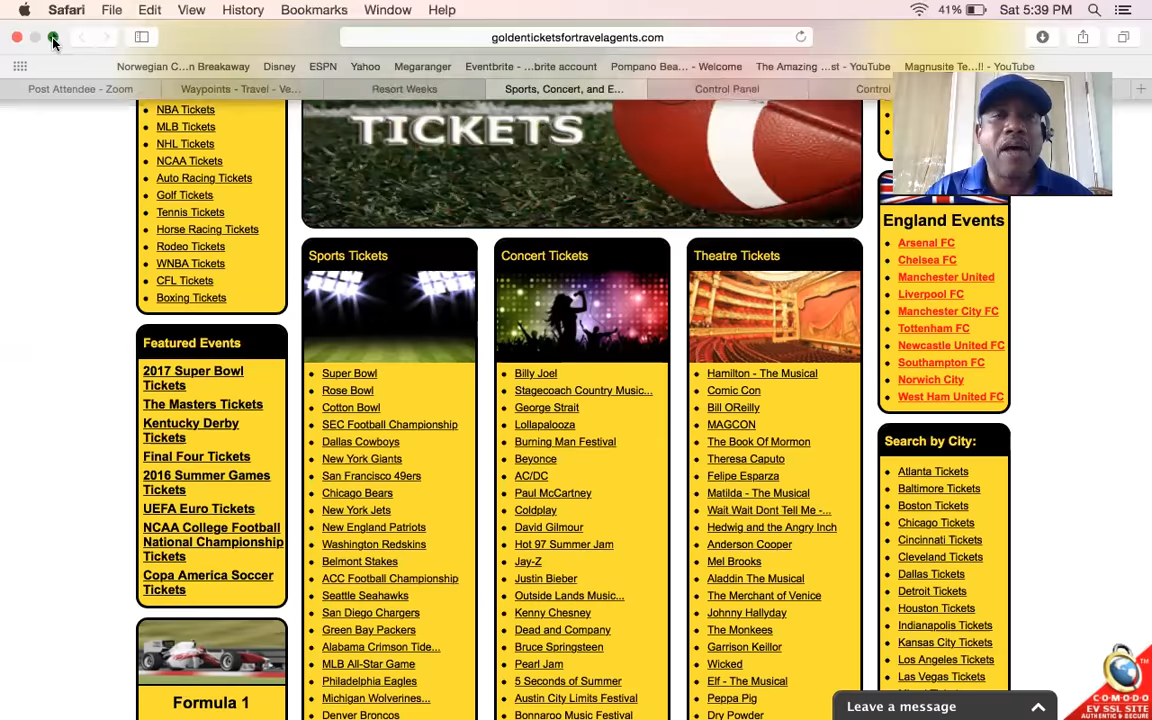 Safari File Edit View History Bookmarks Window Help 41% Sat 5:39 PM
goldenticketsfortravelagents.com
Norwegian C...n Breakaway Disney ESPN Yahoo Megaranger Eventbrite - ...brite account Pompano Bea... - Welcome The Amazing ...st - YouTube Magnusite Te...!! - YouTube
Post Attendee - Zoom Waypoints - Travel - Ve... Resort Weeks Sports, Concert, and E... Control Panel Contro
NBA Tickets
MLB Tickets
NHL Tickets
NCAA Tickets
Auto Racing Tickets
Golf Tickets
Tennis Tickets
Horse Racing Tickets
Rodeo Tickets
WNBA Tickets
CFL Tickets
Boxing Tickets
Featured Events
2017 Super Bowl
Tickets
The Masters Tickets
Kentucky Derby
Tickets
Final Four Tickets
2016 Summer Games
Tickets
UEFA Euro Tickets
NCAA College Football
National Championship
Tickets
Copa America Soccer
Tickets
Formula 1
TICKETS
Sports Tickets
Super Bowl
Rose Bowl
Cotton Bowl
SEC Football Championship
Dallas Cowboys
New York Giants
San Francisco 49ers
Chicago Bears
New York Jets
New England Patriots
Washington Redskins
Belmont Stakes
ACC Football Championship
Seattle Seahawks
San Diego Chargers
Green Bay Packers
Alabama Crimson Tide...
MLB All-Star Game
Philadelphia Eagles
Michigan Wolverines...
Denver Broncos
Concert Tickets
Billy Joel
Stagecoach Country Music...
George Strait
Lollapalooza
Burning Man Festival
Beyonce
AC/DC
Paul McCartney
Coldplay
David Gilmour
Hot 97 Summer Jam
Jay-Z
Justin Bieber
Outside Lands Music...
Kenny Chesney
Dead and Company
Bruce Springsteen
Pearl Jam
5 Seconds of Summer
Austin City Limits Festival
Bonnaroo Music Festival
Theatre Tickets
Hamilton - The Musical
Comic Con
Bill OReilly
MAGCON
The Book Of Mormon
Theresa Caputo
Felipe Esparza
Matilda - The Musical
Wait Wait Dont Tell Me -...
Hedwig and the Angry Inch
Anderson Cooper
Mel Brooks
Aladdin The Musical
The Merchant of Venice
Johnny Hallyday
The Monkees
Garrison Keillor
Wicked
Elf - The Musical
Peppa Pig
Dry Powder
England Events
Arsenal FC
Chelsea FC
Manchester United
Liverpool FC
Manchester City FC
Tottenham FC
Newcastle United FC
Southampton FC
Norwich City
West Ham United FC
Search by City:
Atlanta Tickets
Baltimore Tickets
Boston Tickets
Chicago Tickets
Cincinnati Tickets
Cleveland Tickets
Dallas Tickets
Detroit Tickets
Houston Tickets
Indianapolis Tickets
Kansas City Tickets
Los Angeles Tickets
Las Vegas Tickets
Leave a message
COMODO
EV SSL SITE
AUTHENTIC & SECURE
TM